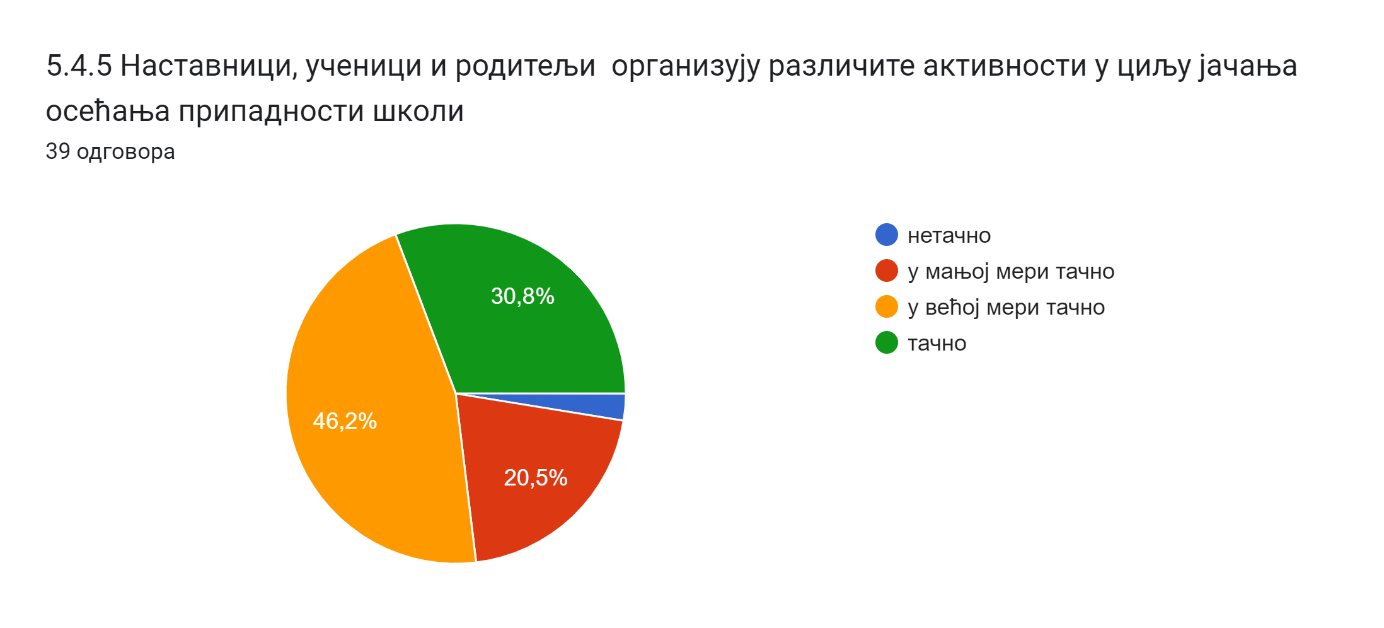 5.4.5 Наставници, ученици и родитељи  организују различите активности у циљу јачања
осећања припадности школи
39 одговора
нетачно
у мањој мери тачно
у већој мери тачно
тачно
30,8%
46,2%
20,5%